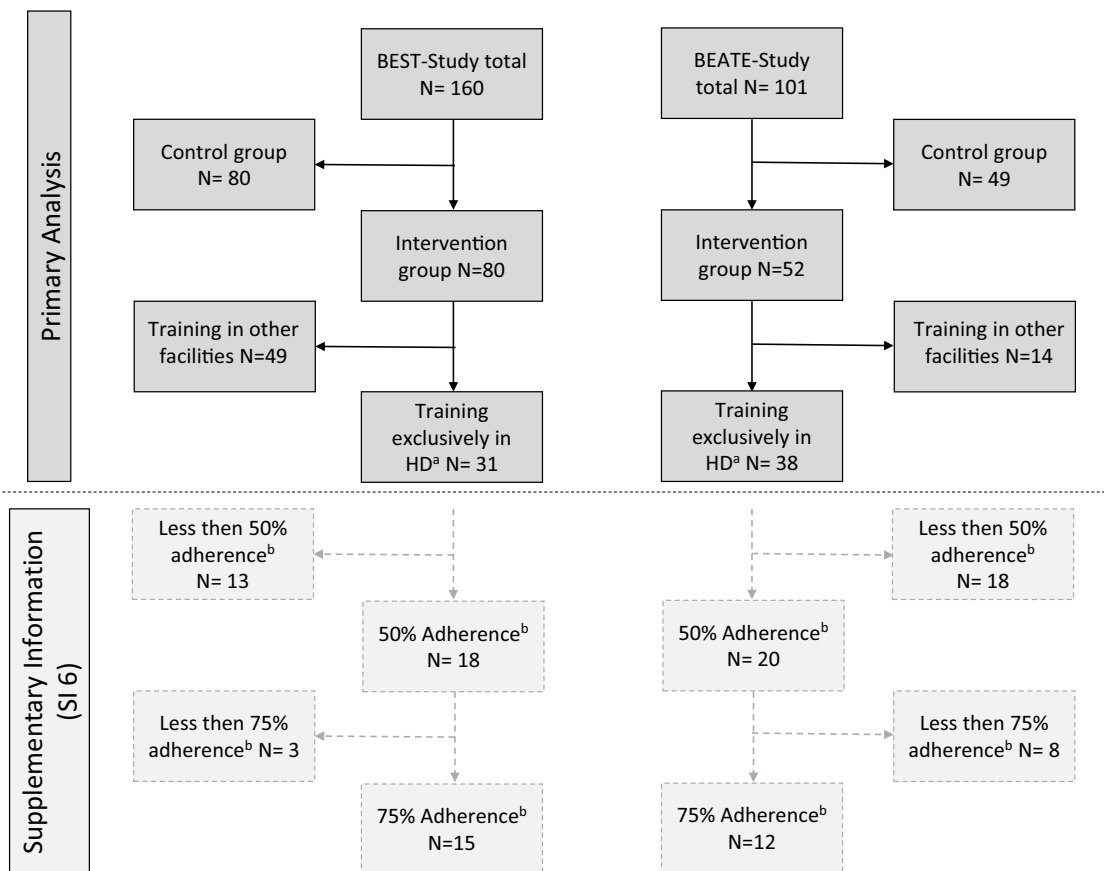 Primary Analysis
BEST-Study total
N= 160
BEATE-Study
total N= 101
Control group
N= 80
Control group
N= 49
Intervention
group N=80
Intervention
group N=52
Training in other
facilities N=49
Training in other
facilities N=14
Training
exclusively in
HDᵃ N= 31
Training
exclusively in
HDᵃ N= 38
Supplementary Information
(SI 6)
Less then 50%
adherenceᵇ
N= 13
Less then 50%
adherenceᵇ
N= 18
50% Adherenceᵇ
N= 18
50% Adherenceᵇ
N= 20
Less then 75%
adherenceᵇ N= 3
Less then 75%
adherenceᵇ N= 8
75% Adherenceᵇ
N=15
75% Adherenceᵇ
N=12